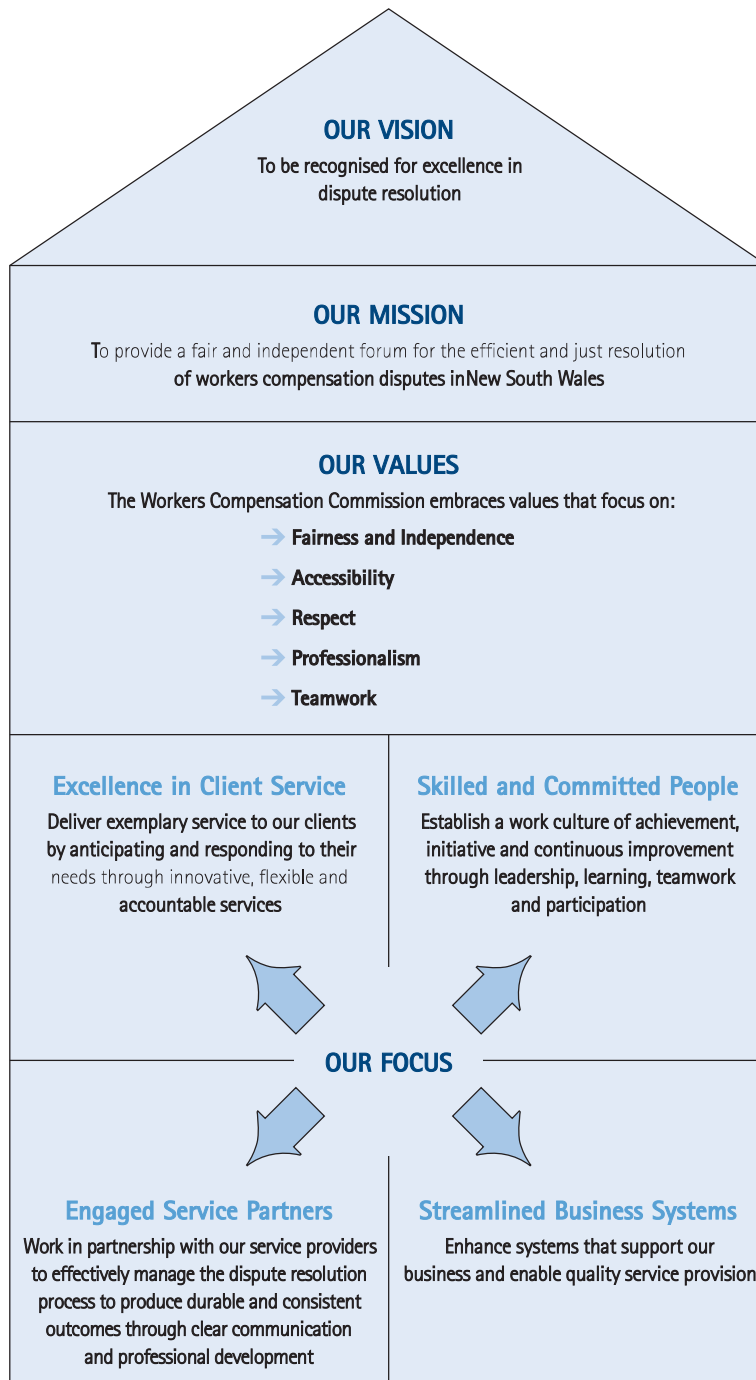 OUR VISION
To be recognised for excellence in
dispute resolution
OUR MISSION
To provide a fair and independent forum for the efficient and just resolution
of workers compensation disputes inNew South Wales
OUR VALUES
The Workers Compensation Commission embraces values that focus on:
→ Fairness and Independence
→ Accessibility
→ Respect
→ Professionalism
→ Teamwork
Excellence in Client Service
Deliver exemplary service to our clients
by anticipating and responding to their
needs through innovative, flexible and
accountable services
Skilled and Committed People
Establish a work culture of achievement,
initiative and continuous improvement
through leadership, learning, teamwork
and participation
OUR FOCUS
Engaged Service Partners
Work in partnership with our service providers
to effectively manage the dispute resolution
process to produce durable and consistent
outcomes through clear communication
and professional development
Streamlined Business Systems
Enhance systems that support our
business and enable quality service provision